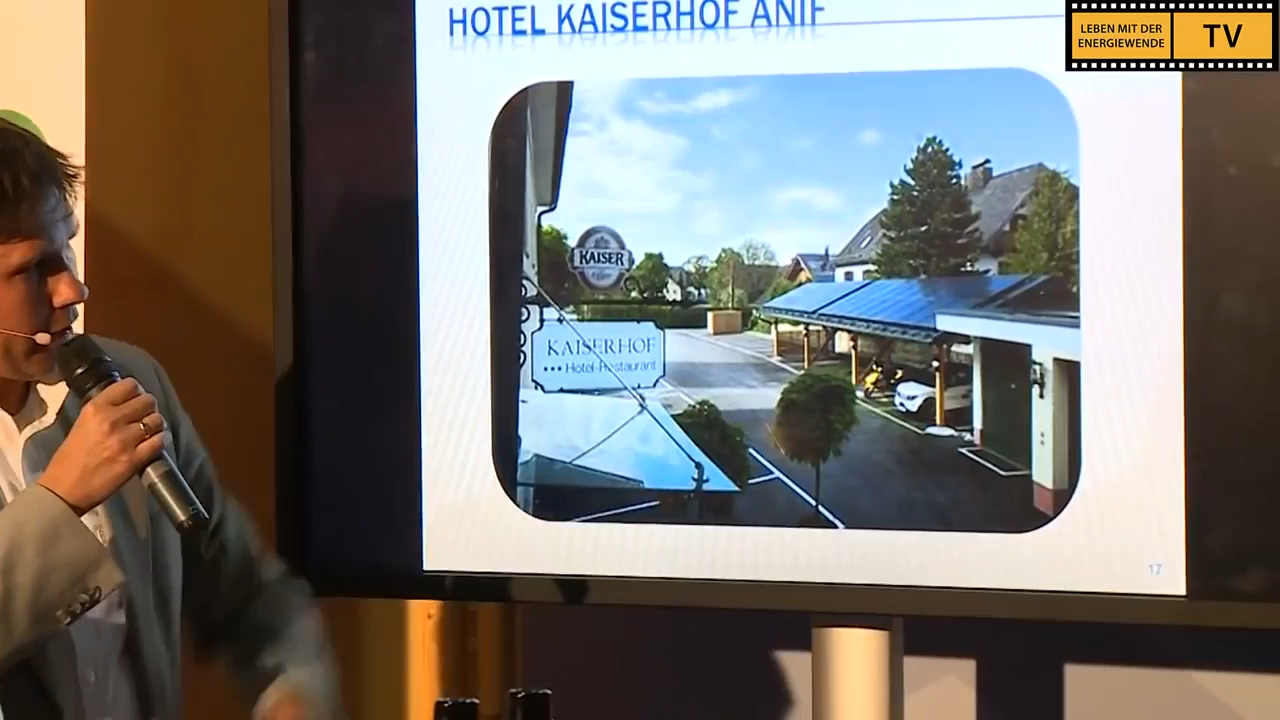 HOTEL KAISERHOF ANIF
LEBEN MIT DER
ENERGIEWENDE
TV
KAISER
KAISERHOF
••• Hotel-Restaurant
17